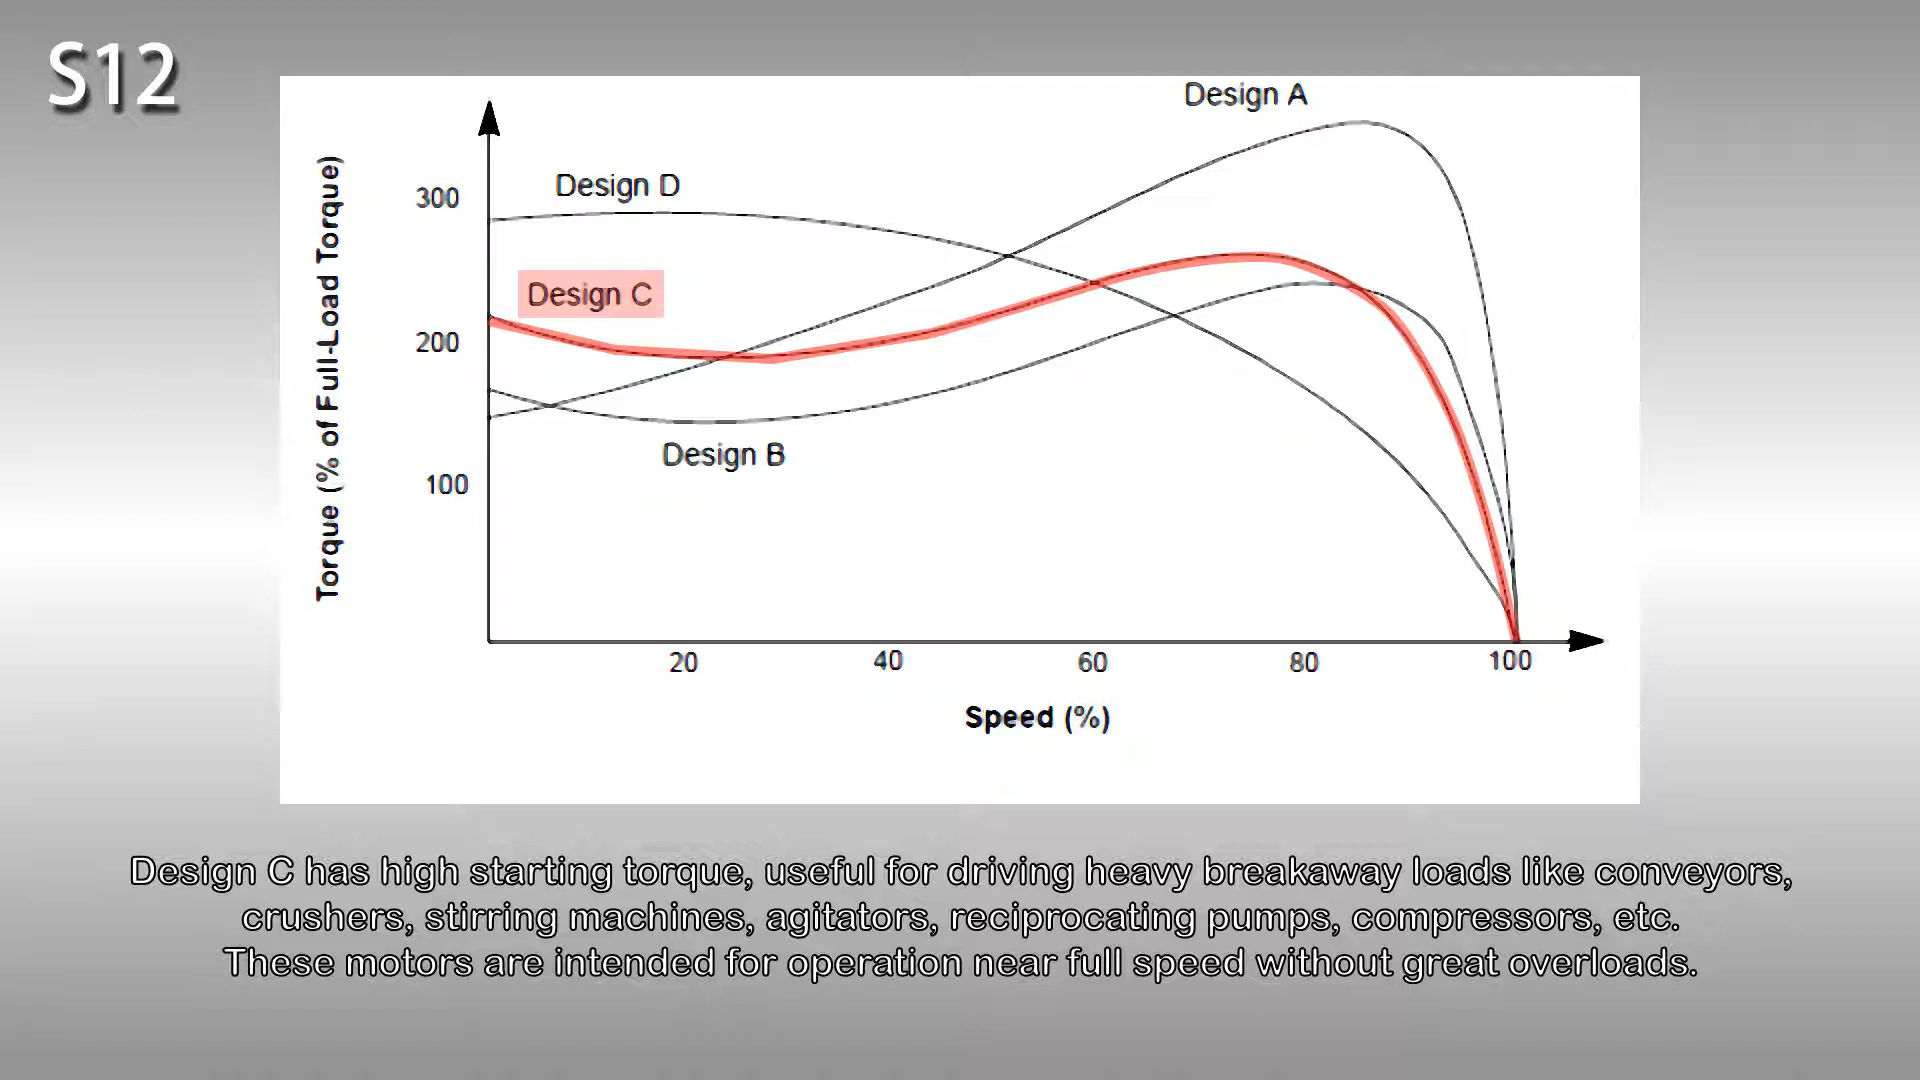 S12
Design A
Design D
300
Design C
200
Design B
100
Torque (% of Full-Load Torque)
20 40 60 80 100
Speed (%)
Design C has high starting torque, useful for driving heavy breakaway loads like conveyors,
crushers, stirring machines, agitators, reciprocating pumps, compressors, etc.
These motors are intended for operation near full speed without great overloads.